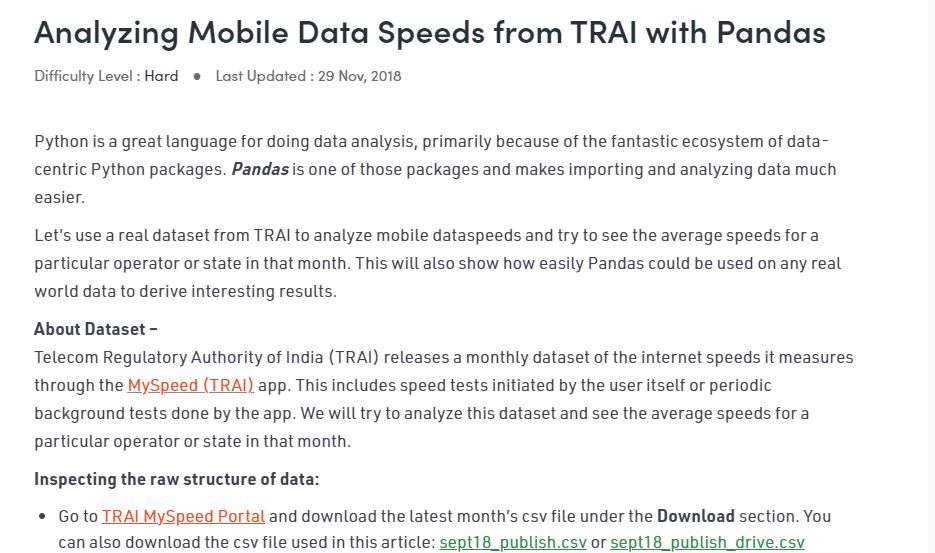 Analyzing Mobile Data Speeds from TRAI with Pandas
Difficulty Level : Hard ● Last Updated : 29 Nov, 2018
Python is a great language for doing data analysis, primarily because of the fantastic ecosystem of data-
centric Python packages. Pandas is one of those packages and makes importing and analyzing data much
easier.
Let's use a real dataset from TRAI to analyze mobile dataspeeds and try to see the average speeds for a
particular operator or state in that month. This will also show how easily Pandas could be used on any real
world data to derive interesting results.
About Dataset –
Telecom Regulatory Authority of India (TRAI) releases a monthly dataset of the internet speeds it measures
through the MySpeed (TRAI) app. This includes speed tests initiated by the user itself or periodic
background tests done by the app. We will try to analyze this dataset and see the average speeds for a
particular operator or state in that month.
Inspecting the raw structure of data:
• Go to TRAI MySpeed Portal and download the latest month's csv file under the Download section. You
can also download the csv file used in this article: sept18_publish.csv or sept18_publish_drive.csv